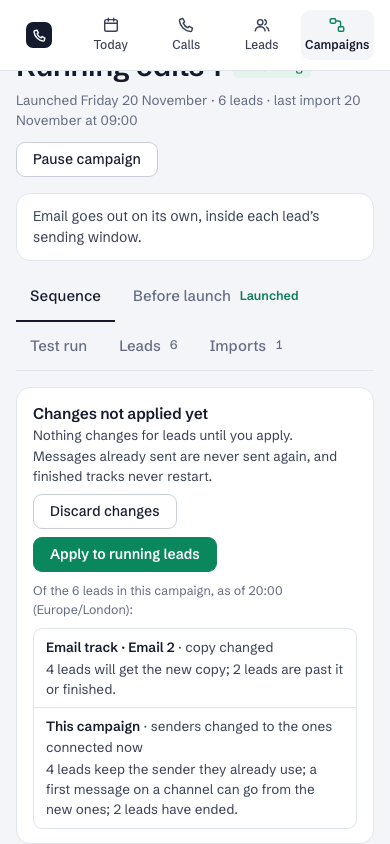 Today
Calls
Leads
Campaigns
Launched Friday 20 November · 6 leads · last import 20
November at 09:00
Pause campaign
Email goes out on its own, inside each lead’s
sending window.
Sequence
Before launch Launched
Test run
Leads 6
Imports 1
Changes not applied yet
Nothing changes for leads until you apply.
Messages already sent are never sent again, and
finished tracks never restart.
Discard changes
Apply to running leads
Of the 6 leads in this campaign, as of 20:00
(Europe/London):
Email track · Email 2 · copy changed
4 leads will get the new copy; 2 leads are past it
or finished.
This campaign · senders changed to the ones
connected now
4 leads keep the sender they already use; a
first message on a channel can go from the
new ones; 2 leads have ended.